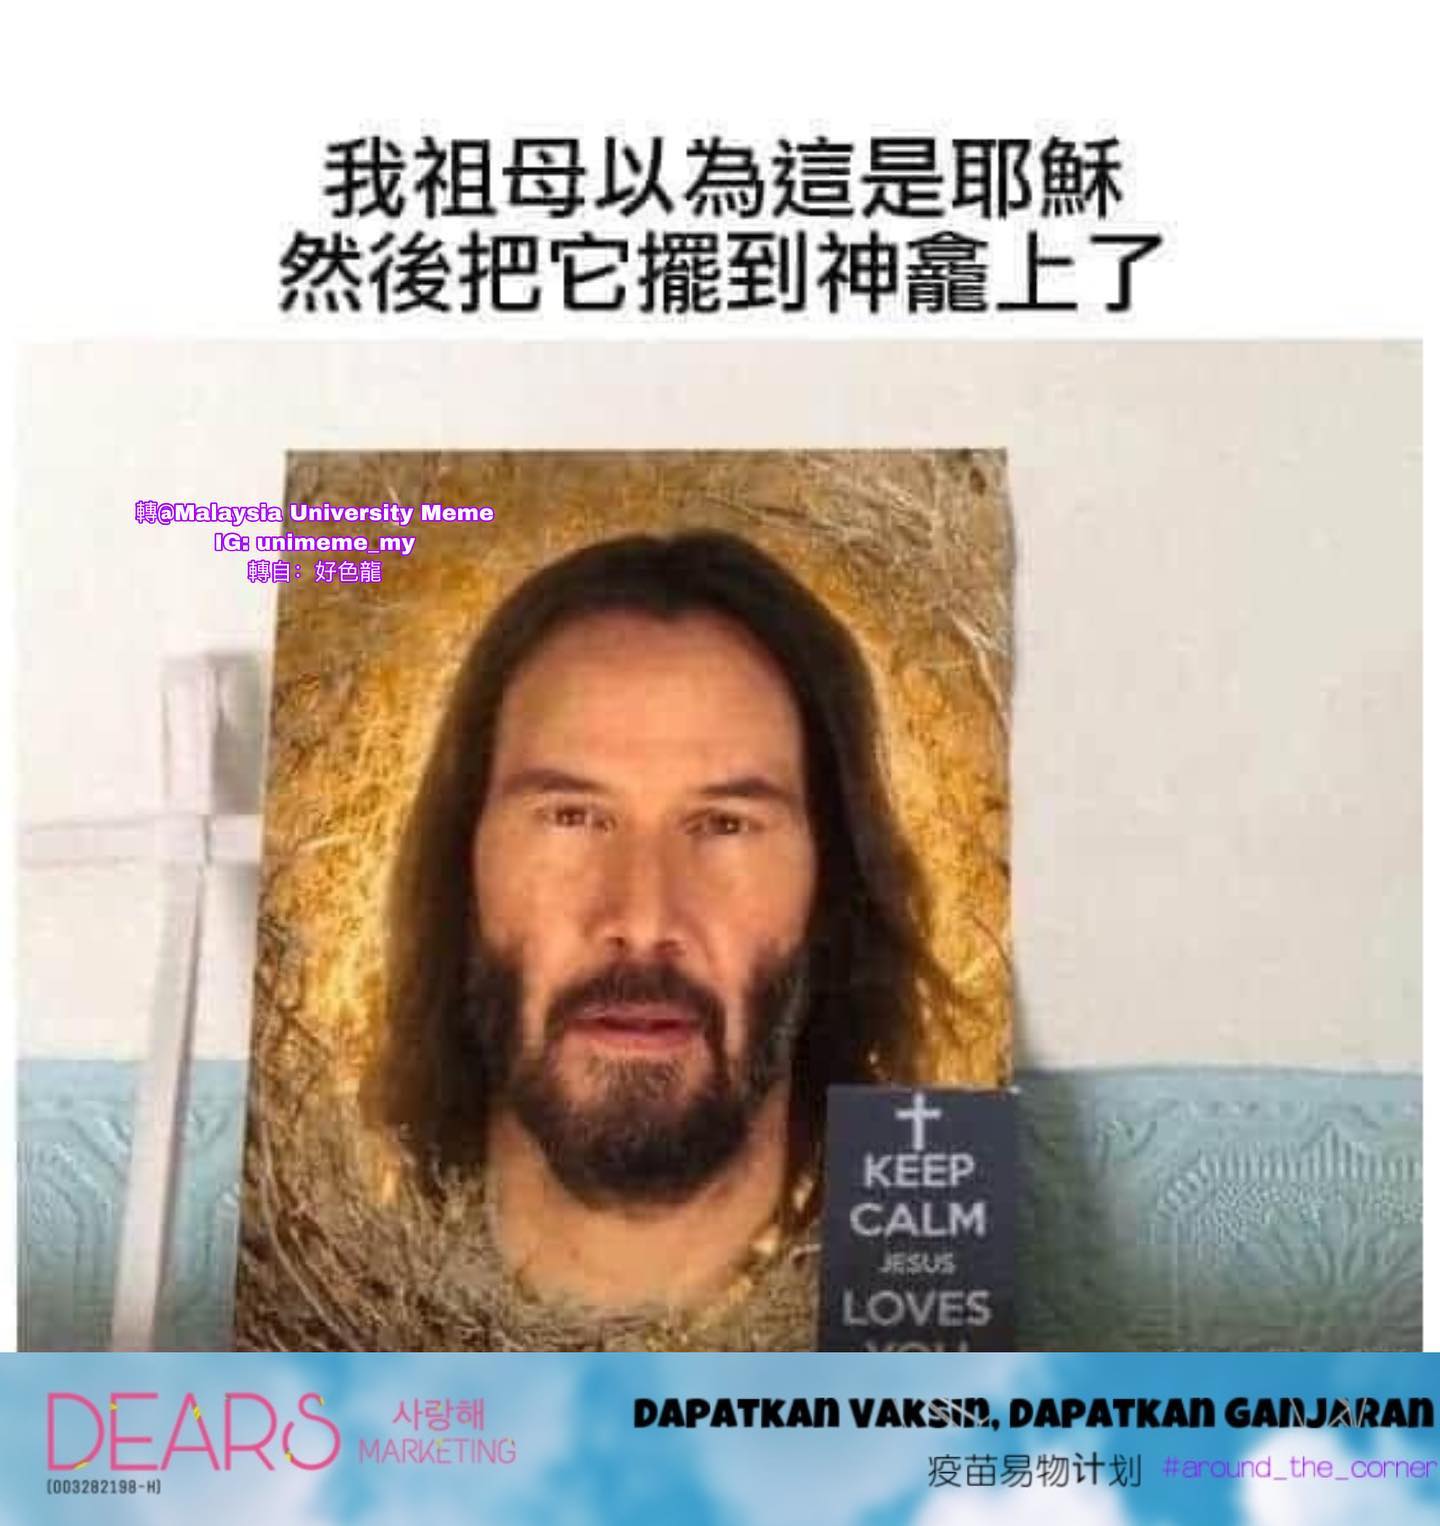 我祖母以為這是耶穌
然後把它擺到神龕上了
轉@Malaysia University Meme
IG: unimeme_my
轉自：好色龍
KEEP
CALM
JESUS
LOVES
YOU
DEARS 사랑해
MARKETING
(003282198-H)
DAPATKAN VAKSIN, DAPATKAN GANJARAN
疫苗易物计划 #around_the_corner